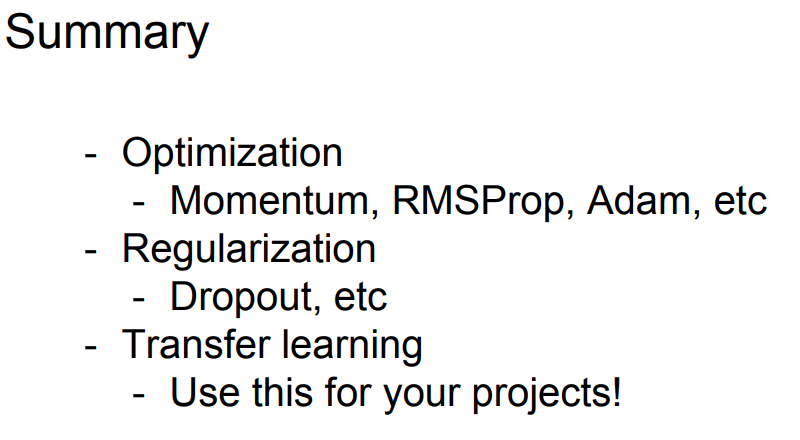 Summary
- Optimization
- Momentum, RMSProp, Adam, etc
- Regularization
- Dropout, etc
- Transfer learning
- Use this for your projects!